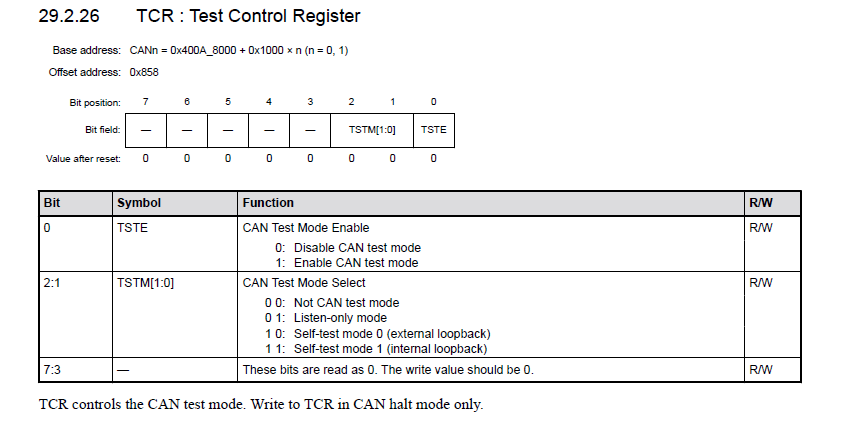 29.2.26 TCR : Test Control Register
Base address: CANn = 0x400A_8000 + 0x1000 × n (n = 0, 1)
Offset address: 0x858
Bit position: 7 6 5 4 3 2 1 0
Bit field: — — — — — TSTM[1:0] TSTE
Value after reset: 0 0 0 0 0 0 0 0
Bit Symbol Function R/W
0 TSTE CAN Test Mode Enable R/W
0: Disable CAN test mode
1: Enable CAN test mode
2:1 TSTM[1:0] CAN Test Mode Select R/W
0 0: Not CAN test mode
0 1: Listen-only mode
1 0: Self-test mode 0 (external loopback)
1 1: Self-test mode 1 (internal loopback)
7:3 — These bits are read as 0. The write value should be 0. R/W
TCR controls the CAN test mode. Write to TCR in CAN halt mode only.